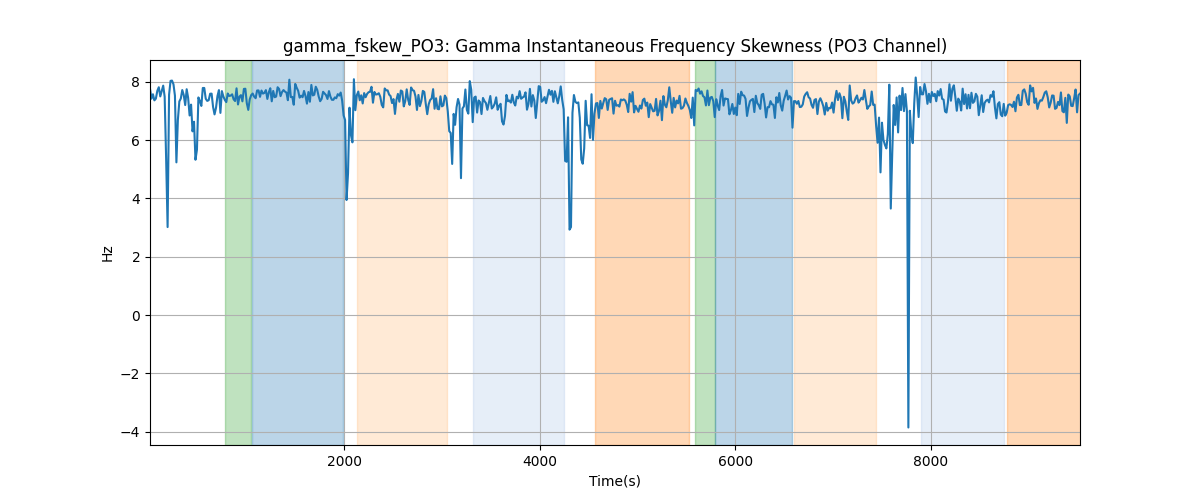 gamma_fskew_PO3: Gamma Instantaneous Frequency Skewness (PO3 Channel)
8
6
4
2
0
−2
−4
Hz
2000 4000 6000 8000
Time(s)